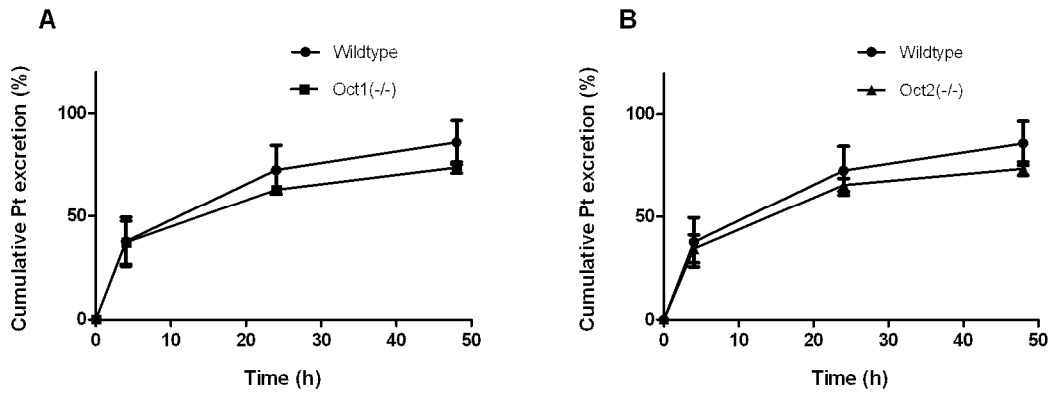 A
Wildtype
Oct1(-/-)
Cumulative Pt excretion (%)
100
50
0
0 10 20 30 40 50
Time (h)
B
Wildtype
Oct2(-/-)
Cumulative Pt excretion (%)
100
50
0
0 10 20 30 40 50
Time (h)